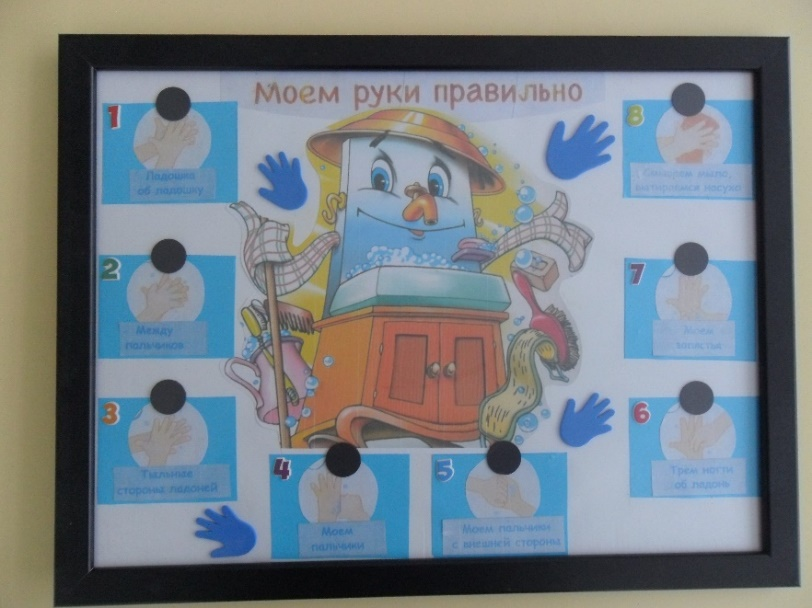 Моем руки правильно
1
Ладошка
об ладошку
2
Между
пальчиков
3
Тыльные
стороны ладоней
4
Моем
пальчики
5
Моем пальчики
с внешней стороны
6
Трем ногти
об ладонь
7
Моем
запястья
8
Смываем мыло,
вытираемся насухо